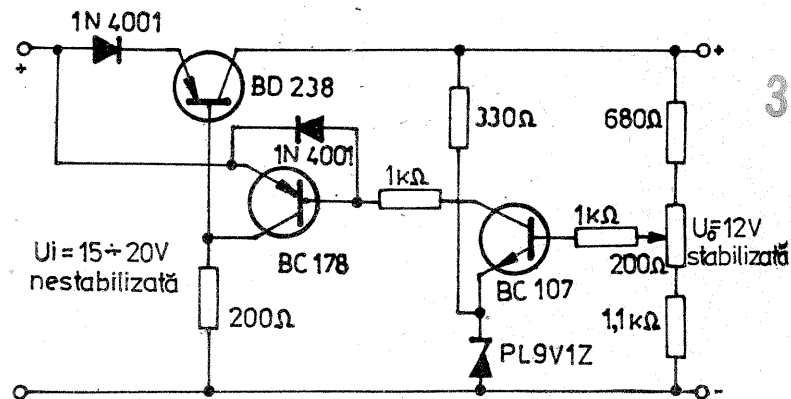 1N 4001
+
+
BD 238
330Ω
680Ω
3
1N 4001
1kΩ
1kΩ
Ui = 15÷20V
nestabilizată
BC 178
U₀=12V
stabilizată
200Ω
BC 107
200Ω
1,1kΩ
PL9V1Z
-